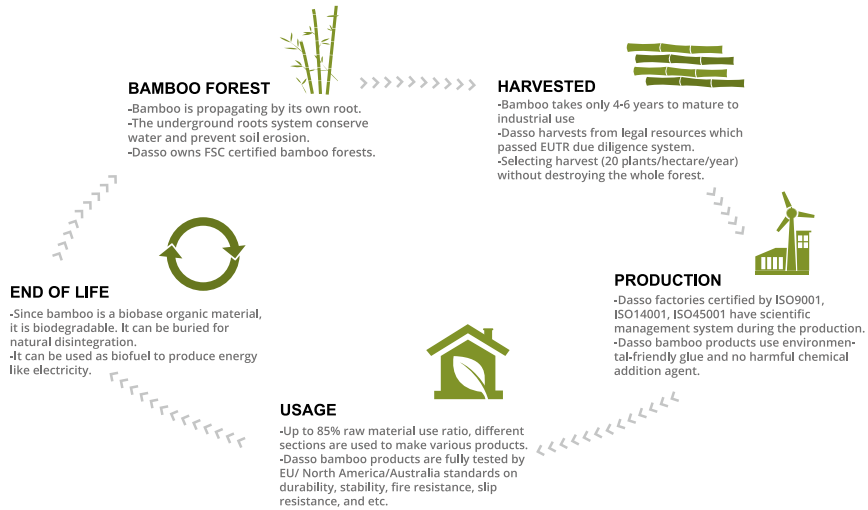 BAMBOO FOREST
-Bamboo is propagating by its own root.
-The underground roots system conserve
water and prevent soil erosion.
-Dasso owns FSC certified bamboo forests.
HARVESTED
-Bamboo takes only 4-6 years to mature to
industrial use
-Dasso harvests from legal resources which
passed EUTR due diligence system.
-Selecting harvest (20 plants/hectare/year)
without destroying the whole forest.
PRODUCTION
-Dasso factories certified by ISO9001,
ISO14001, ISO45001 have scientific
management system during the production.
-Dasso bamboo products use environmen-
tal-friendly glue and no harmful chemical
addition agent.
USAGE
-Up to 85% raw material use ratio, different
sections are used to make various products.
-Dasso bamboo products are fully tested by
EU/ North America/Australia standards on
durability, stability, fire resistance, slip
resistance, and etc.
END OF LIFE
-Since bamboo is a biobase organic material,
it is biodegradable. It can be buried for
natural disintegration.
-It can be used as biofuel to produce energy
like electricity.